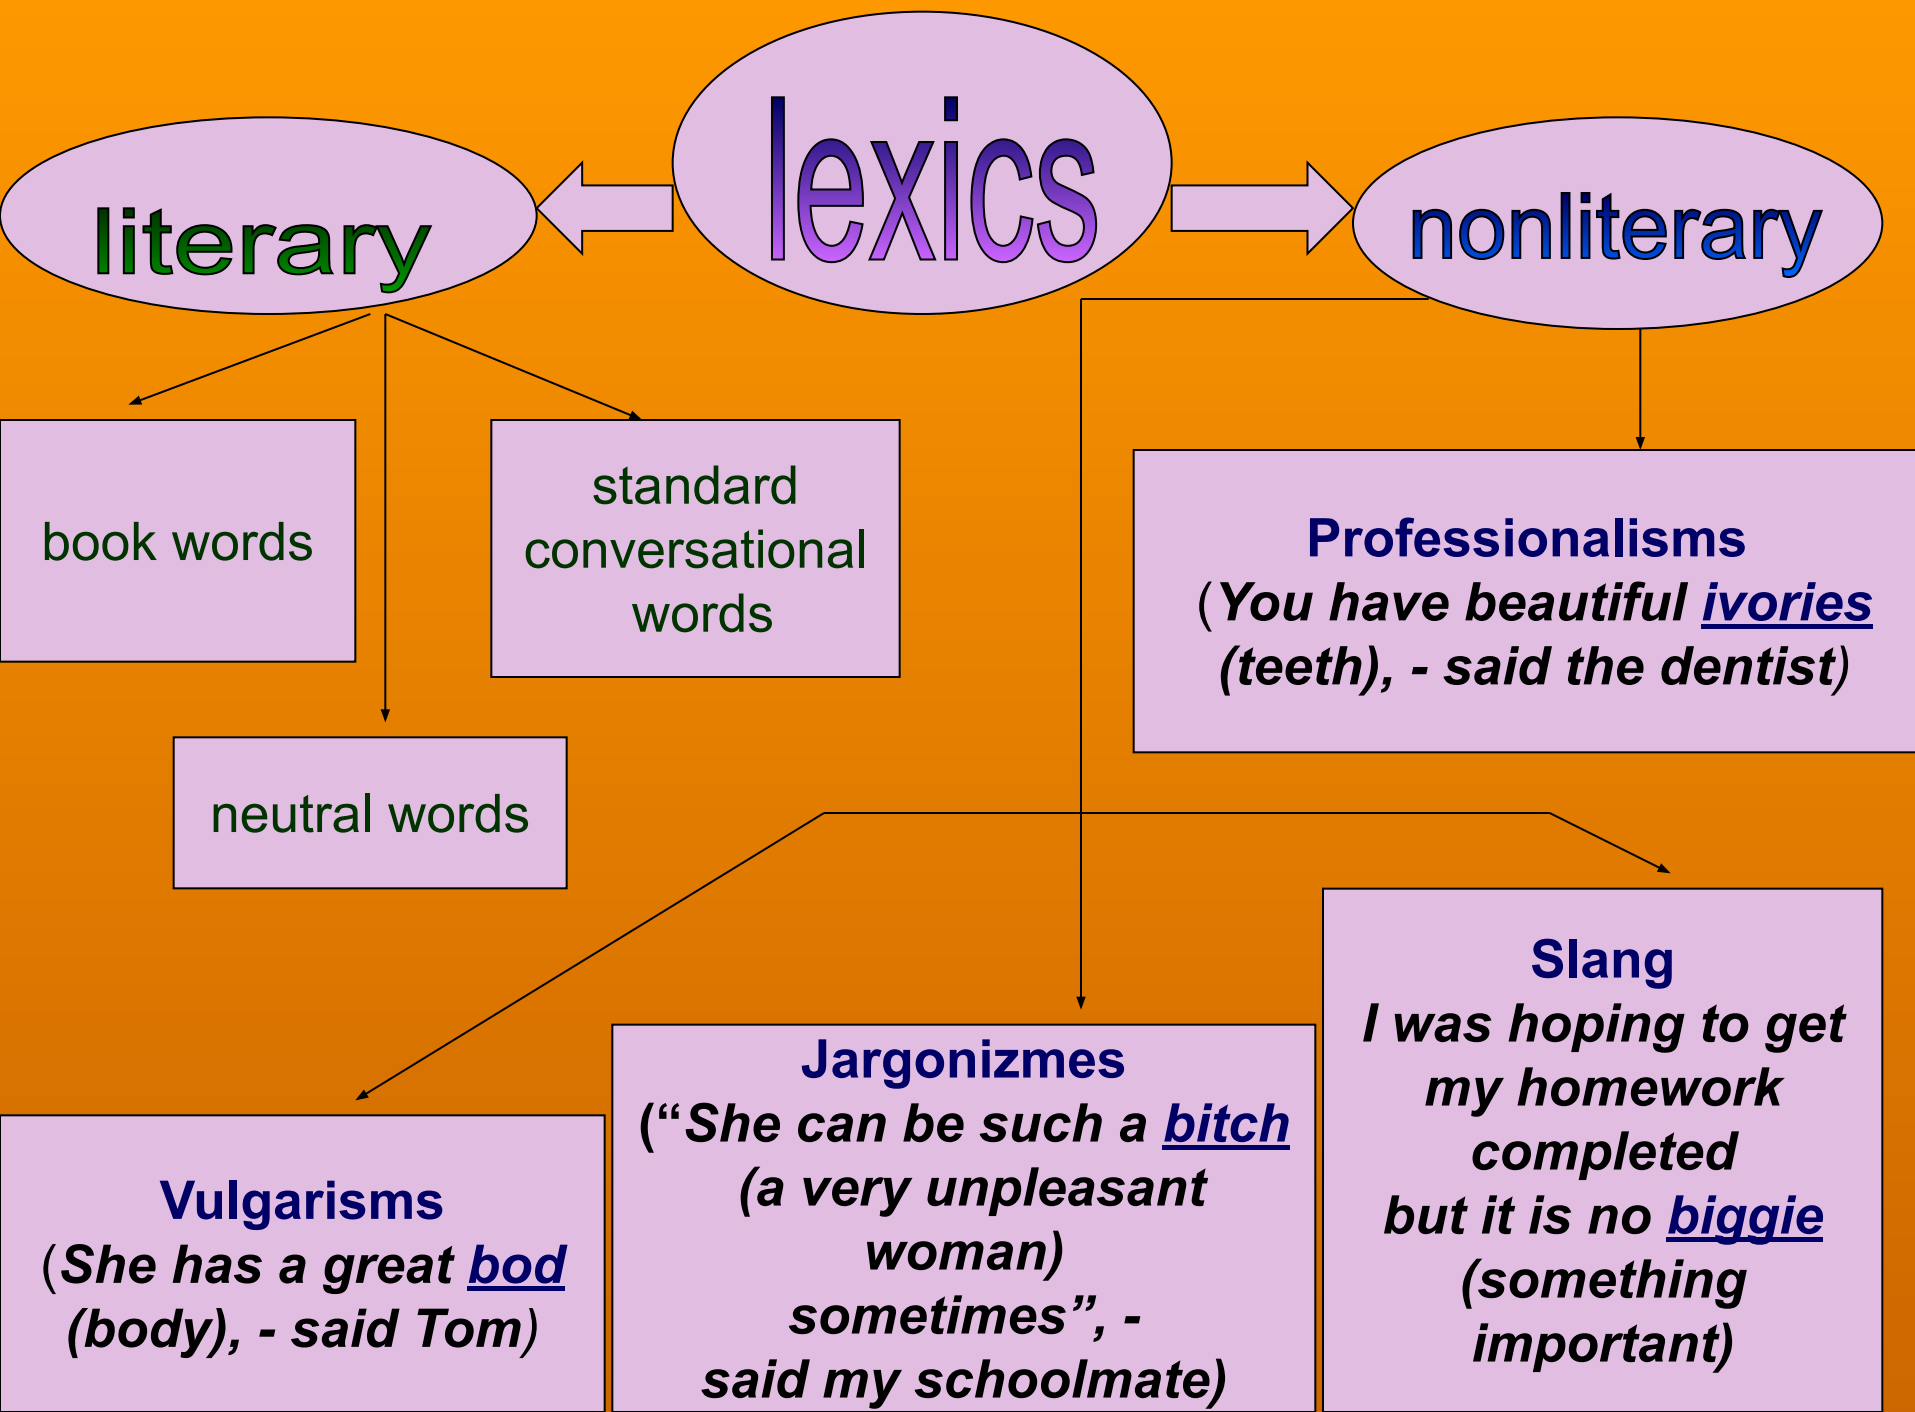 lexics
literary
nonliterary
book words
standard
conversational
words
neutral words
Professionalisms
(You have beautiful ivories
(teeth), - said the dentist)
Vulgarisms
(She has a great bod
(body), - said Tom)
Jargonizmes
(“She can be such a bitch
(a very unpleasant
woman)
sometimes”, -
said my schoolmate)
Slang
I was hoping to get
my homework
completed
but it is no biggie
(something
important)